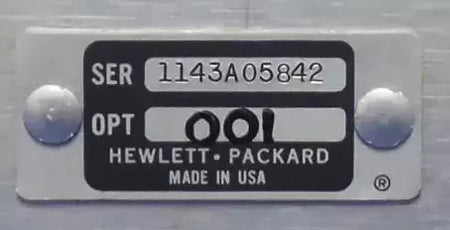 SER 1143A05842
OPT 001
HEWLETT • PACKARD
MADE IN USA
®